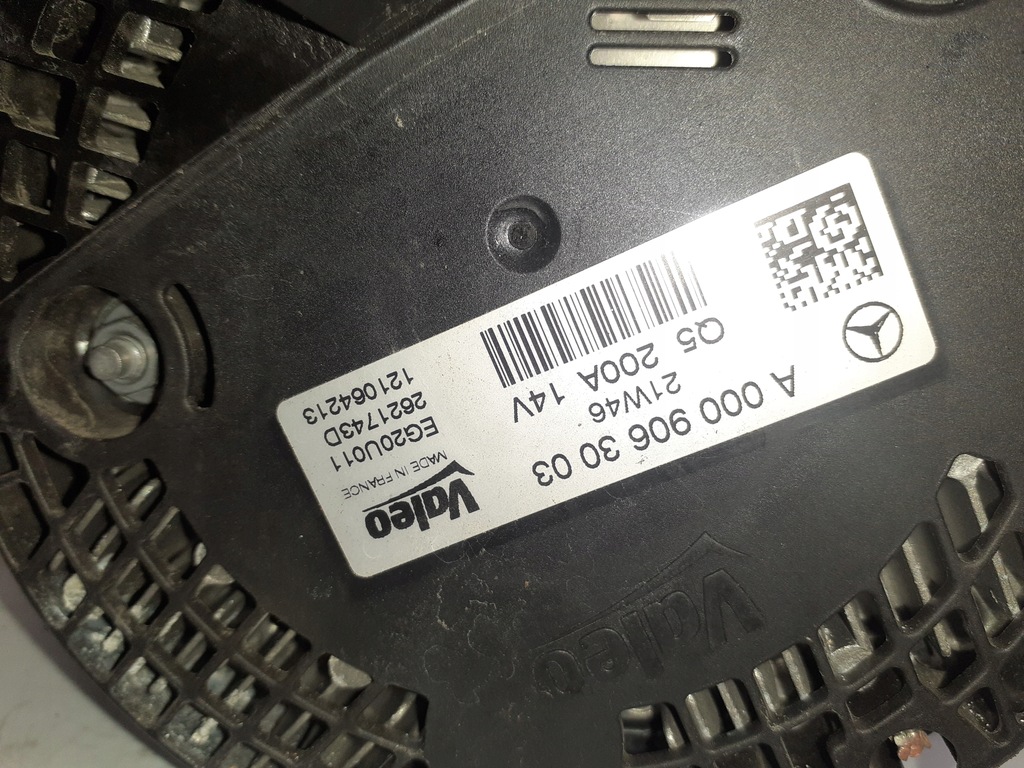 A 000 906 30 03
21W46
Q5 200A 14V
Valeo
MADE IN FRANCE
EG20U011
2621743D
121064213
Valeo